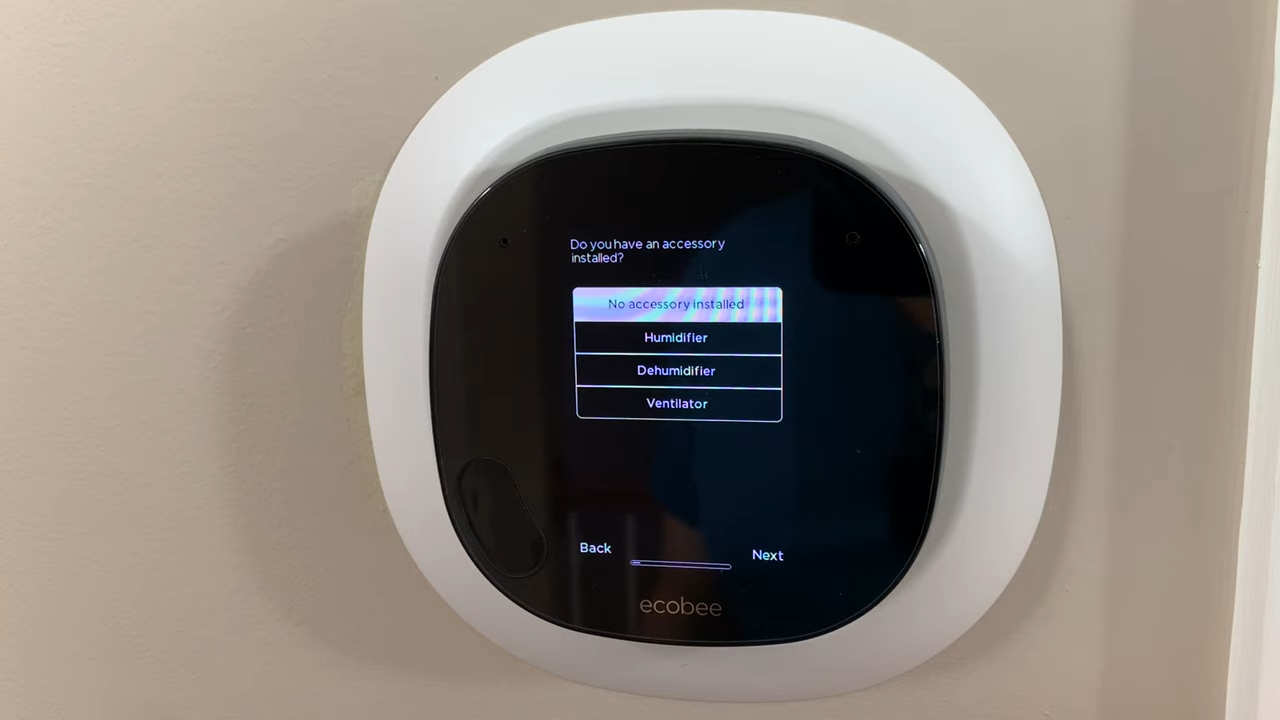 Do you have an accessory
installed?
No accessory installed
Humidifier
Dehumidifier
Ventilator
Back
Next
ecobee